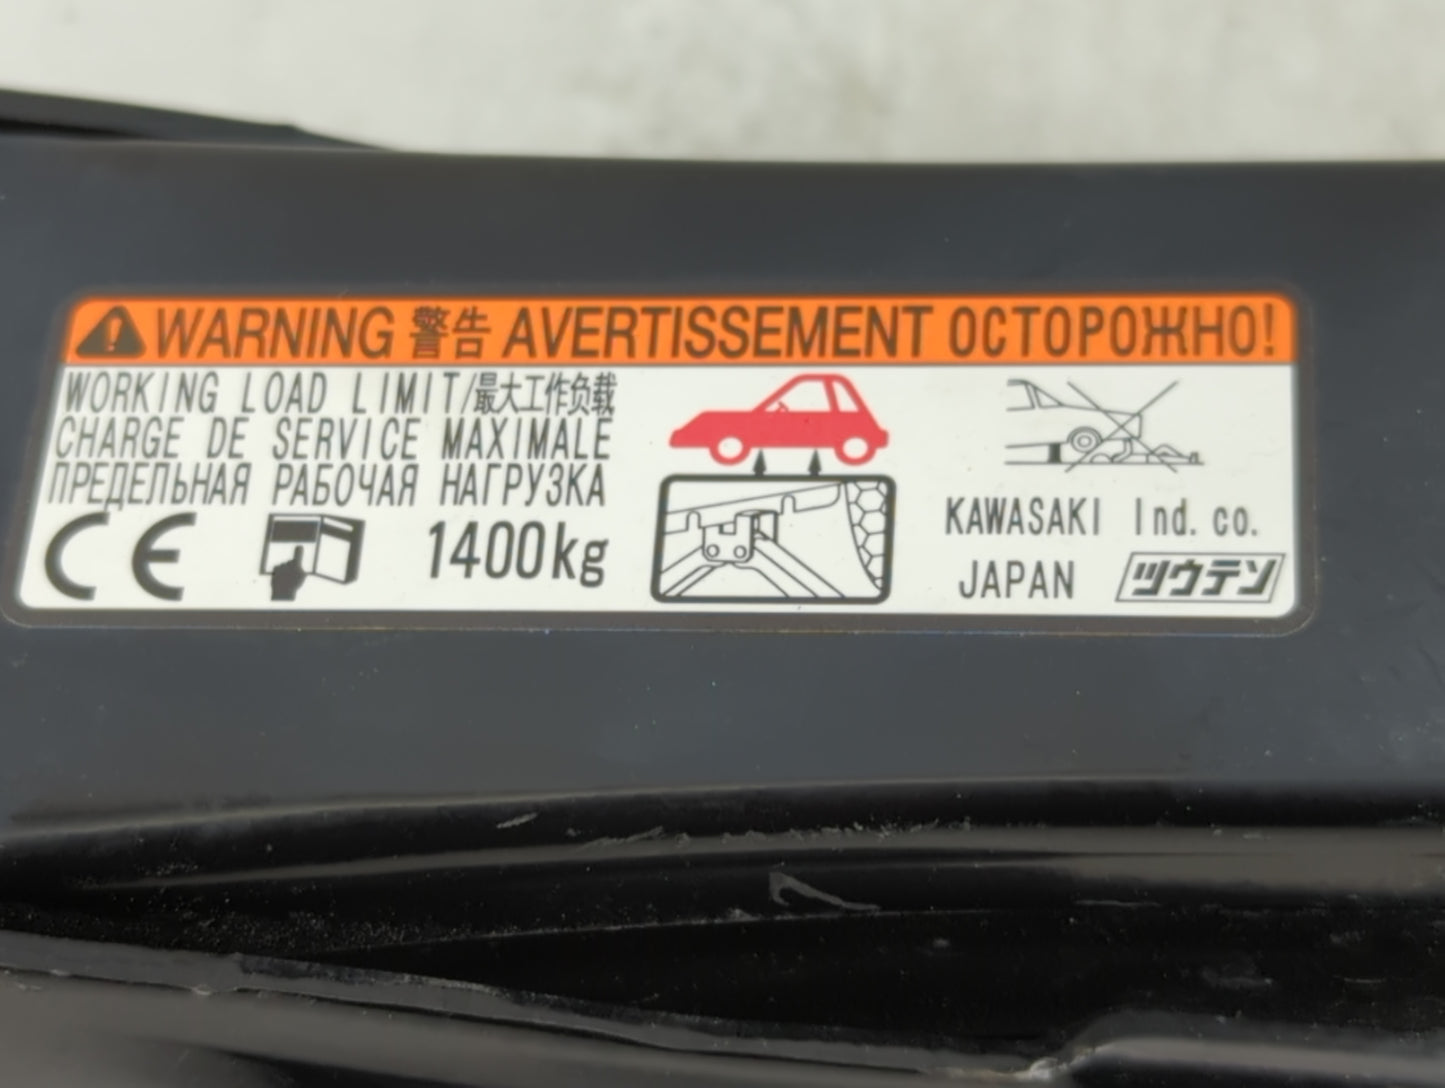 WARNING 警告 AVERTISSEMENT ОСТОРОЖНО!
WORKING LOAD LIMIT/最大工作负载
CHARGE DE SERVICE MAXIMALE
ПРЕДЕЛЬНАЯ РАБОЧАЯ НАГРУЗКА
CE 1400kg
KAWASAKI Ind. co.
JAPAN ツウテン